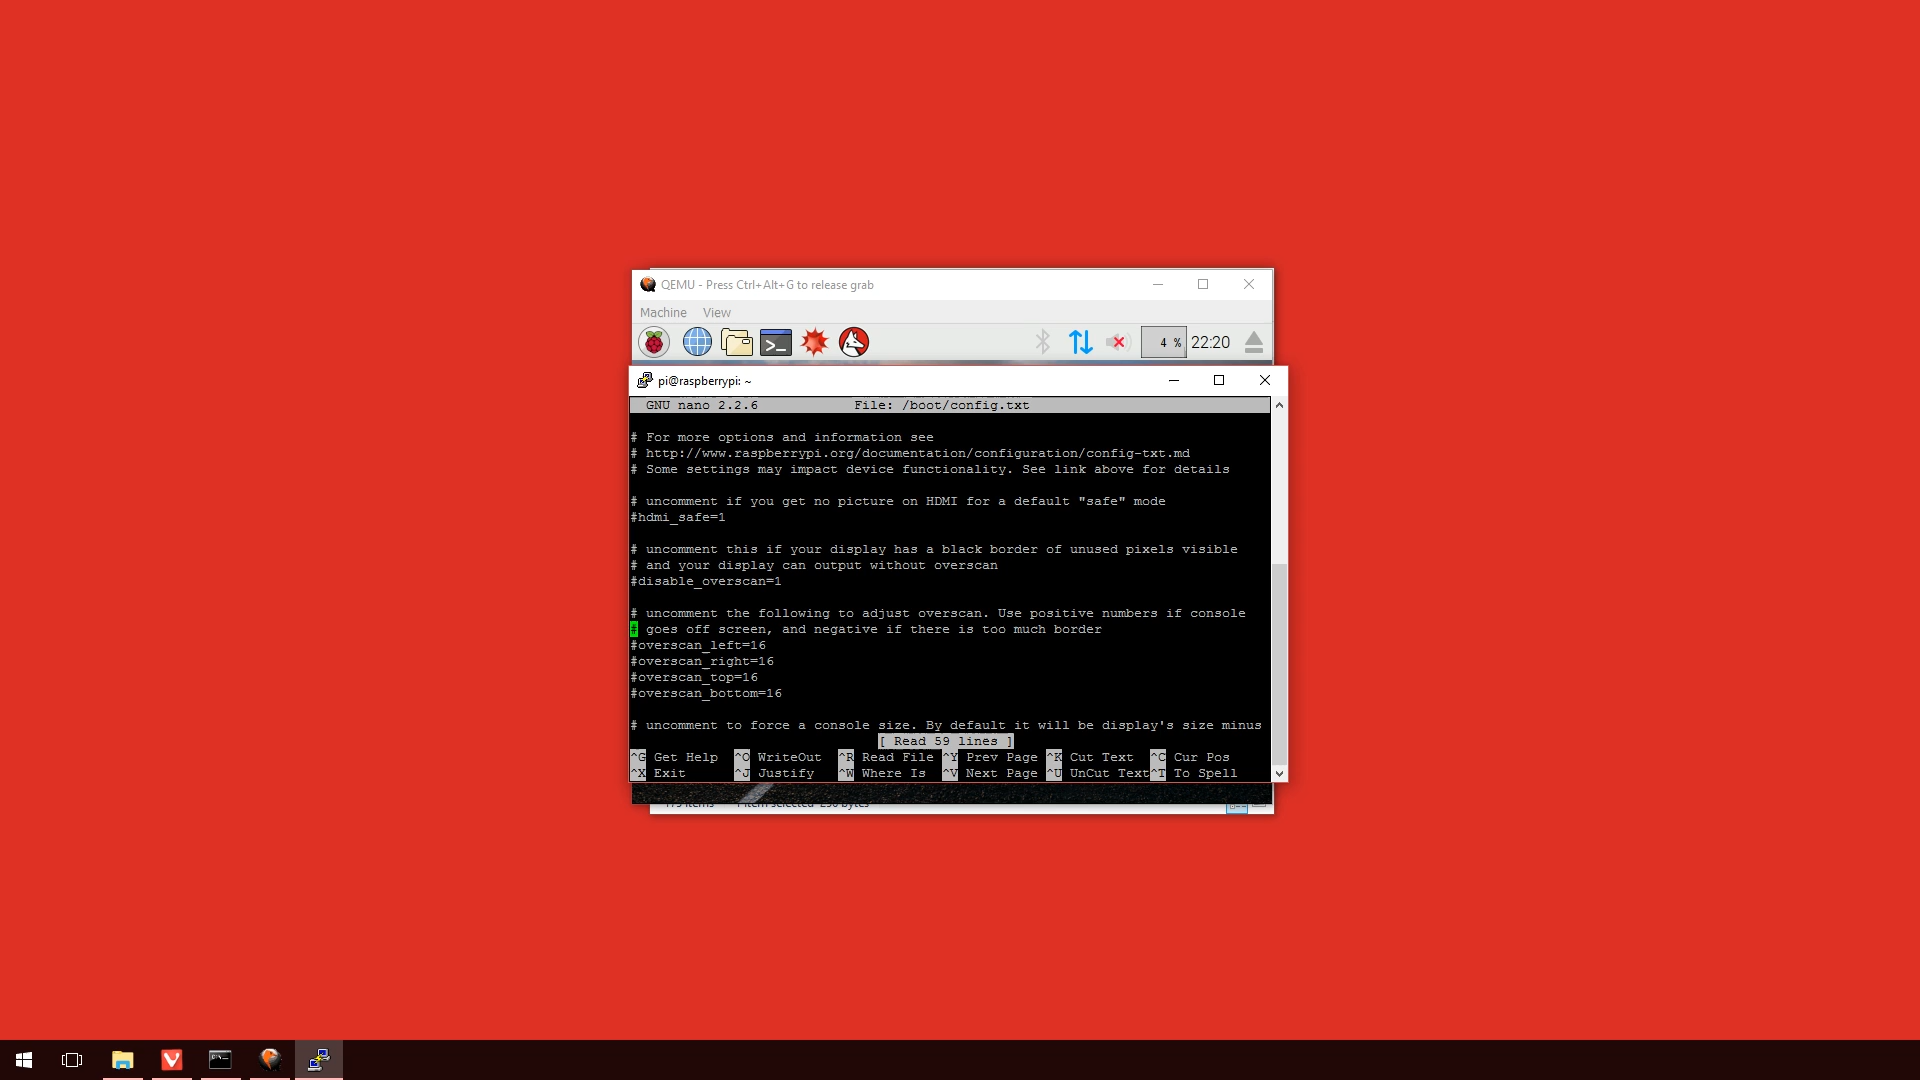 QEMU - Press Ctrl+Alt+G to release grab
Machine View
4 % 22:20
pi@raspberrypi: ~
GNU nano 2.2.6 File: /boot/config.txt
# For more options and information see
# http://www.raspberrypi.org/documentation/configuration/config-txt.md
# Some settings may impact device functionality. See link above for details
# uncomment if you get no picture on HDMI for a default "safe" mode
#hdmi_safe=1
# uncomment this if your display has a black border of unused pixels visible
# and your display can output without overscan
#disable_overscan=1
# uncomment the following to adjust overscan. Use positive numbers if console
# goes off screen, and negative if there is too much border
#overscan_left=16
#overscan_right=16
#overscan_top=16
#overscan_bottom=16
# uncomment to force a console size. By default it will be display's size minus
[ Read 59 lines ]
^G Get Help ^O WriteOut ^R Read File ^Y Prev Page ^K Cut Text ^C Cur Pos
^X Exit ^J Justify ^W Where Is ^V Next Page ^U UnCut Text ^T To Spell